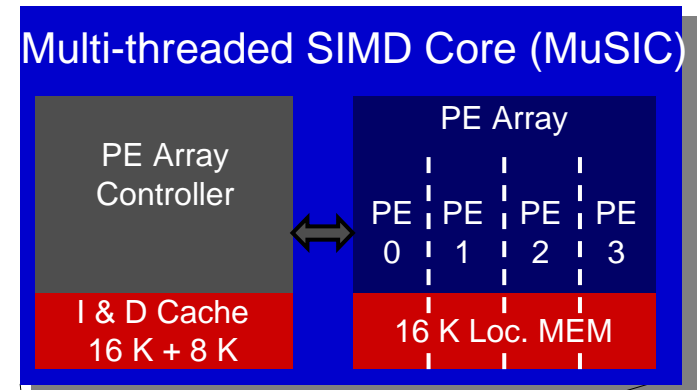 Multi-threaded SIMD Core (MuSIC)
PE Array
Controller
I & D Cache
16 K + 8 K
PE Array
PE PE PE PE
0 1 2 3
16 K Loc. MEM